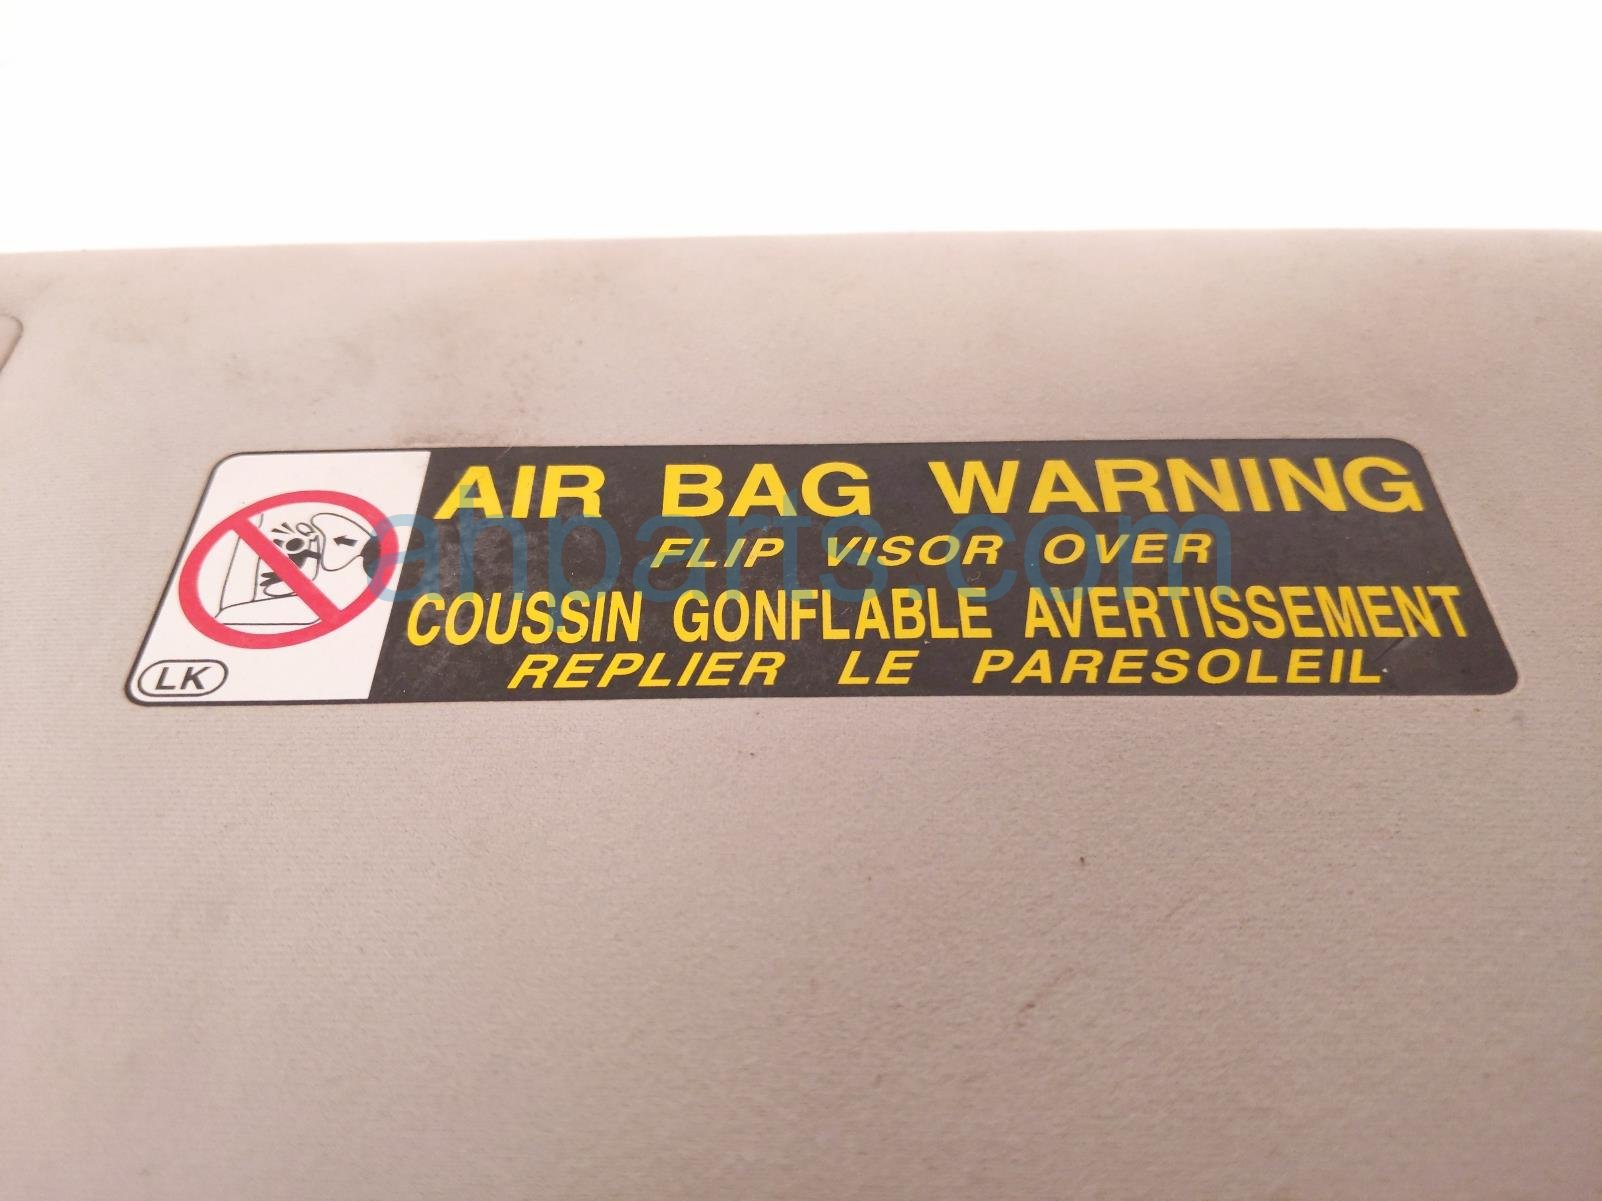 AIR BAG WARNING
FLIP VISOR OVER
COUSSIN GONFLABLE AVERTISSEMENT
REPLIER LE PARESOLEIL
LK
ahparts.com